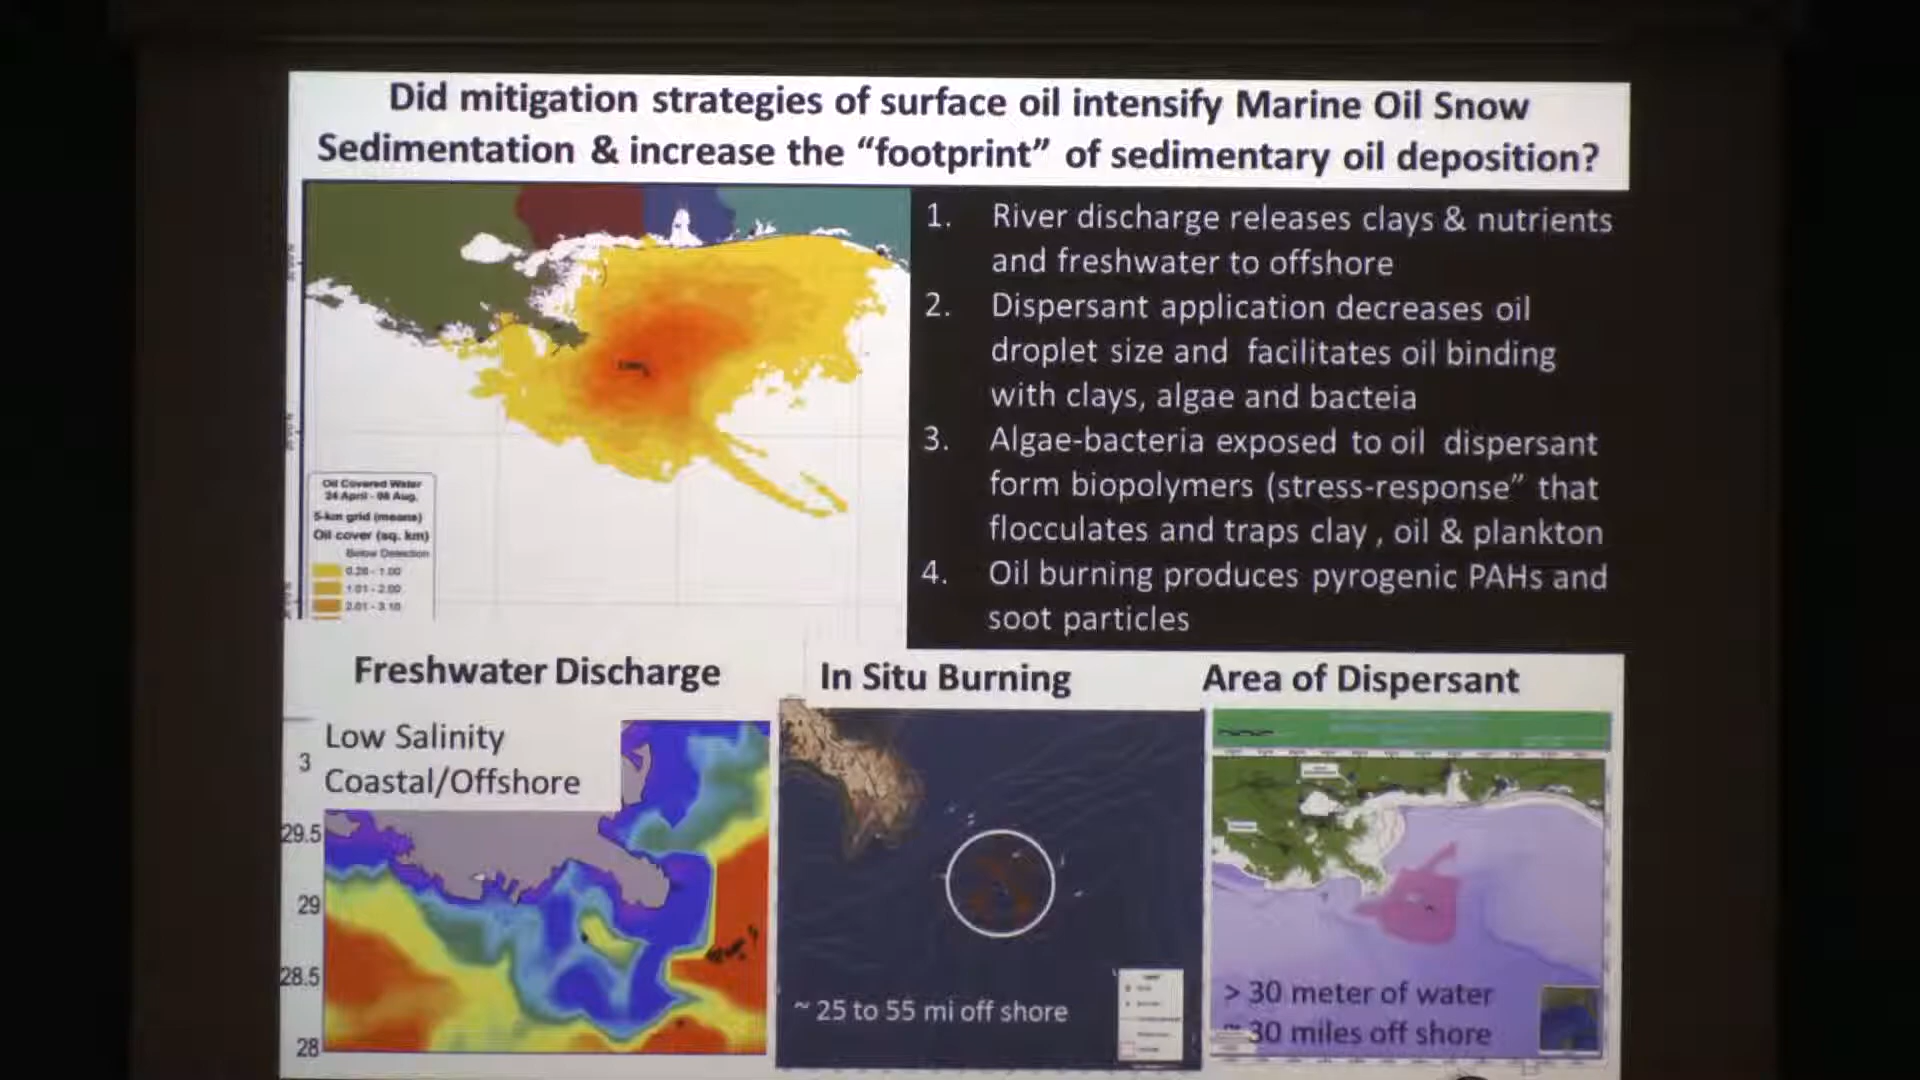 Did mitigation strategies of surface oil intensify Marine Oil Snow
Sedimentation & increase the “footprint” of sedimentary oil deposition?
1. River discharge releases clays & nutrients
and freshwater to offshore
2. Dispersant application decreases oil
droplet size and facilitates oil binding
with clays, algae and bacteia
3. Algae-bacteria exposed to oil dispersant
form biopolymers (stress-response” that
flocculates and traps clay , oil & plankton
4. Oil burning produces pyrogenic PAHs and
soot particles
Oil Covered Water
24 April - 06 Aug.
5-km grid (means)
Oil cover (sq. km)
Below Detection
0.20 - 1.00
1.01 - 2.00
2.01 - 3.10
Freshwater Discharge
Low Salinity
Coastal/Offshore
3
29.5
29
28.5
28
In Situ Burning
~ 25 to 55 mi off shore
Area of Dispersant
> 30 meter of water
30 miles off shore